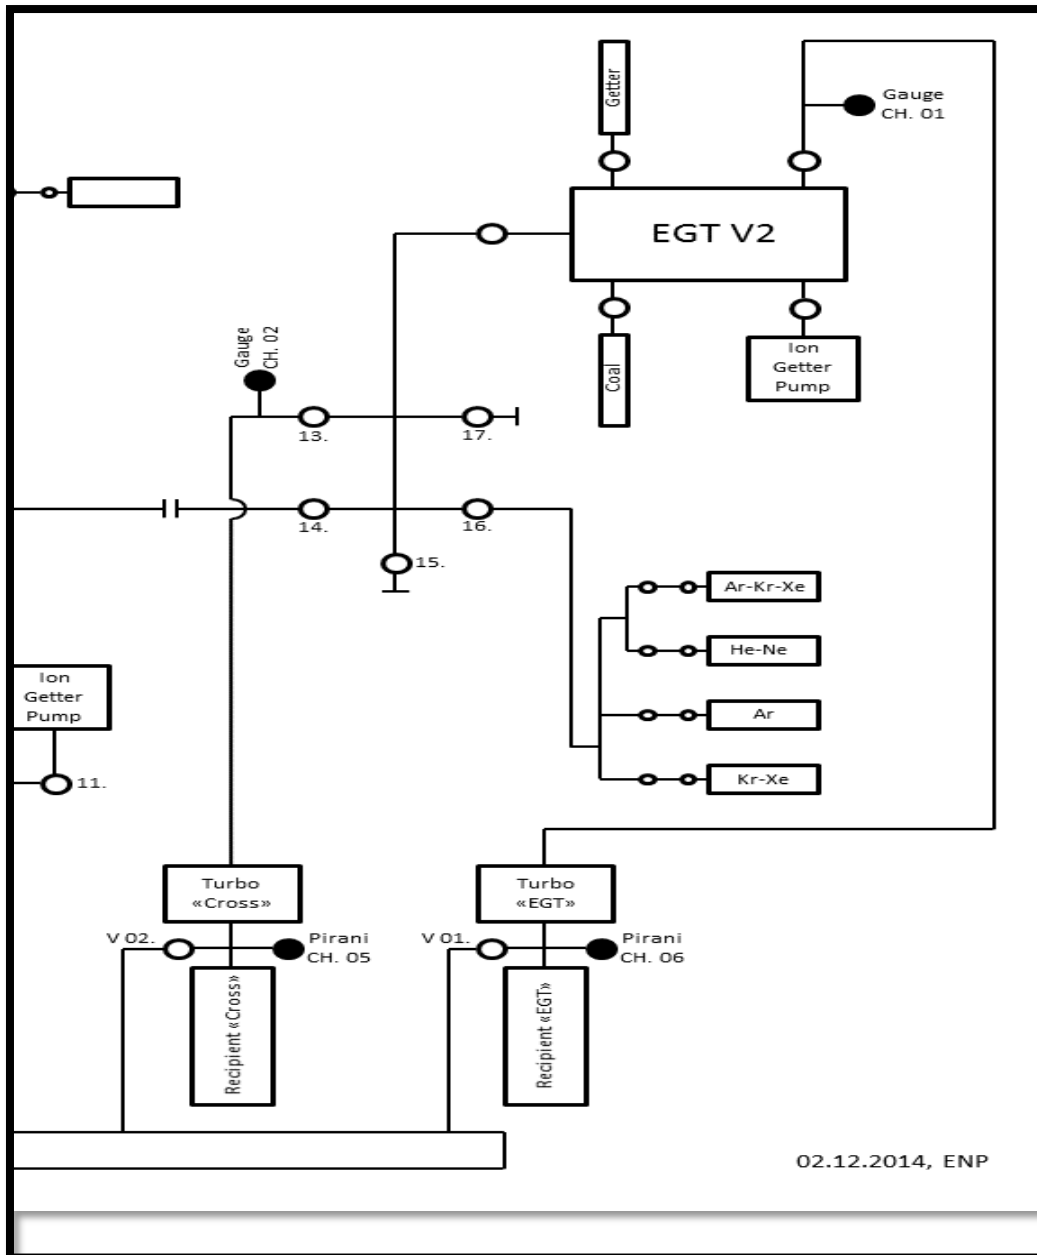 Getter
Gauge
CH. 01
EGT V2
Gauge
CH. 02
Coal
Ion
Getter
Pump
13.
17.
14.
16.
15.
Ar-Kr-Xe
He-Ne
Ion
Getter
Pump
Ar
11.
Kr-Xe
Turbo
«Cross»
Turbo
«EGT»
V 02.
Pirani
CH. 05
V 01.
Pirani
CH. 06
Recipient «Cross»
Recipient «EGT»
02.12.2014, ENP